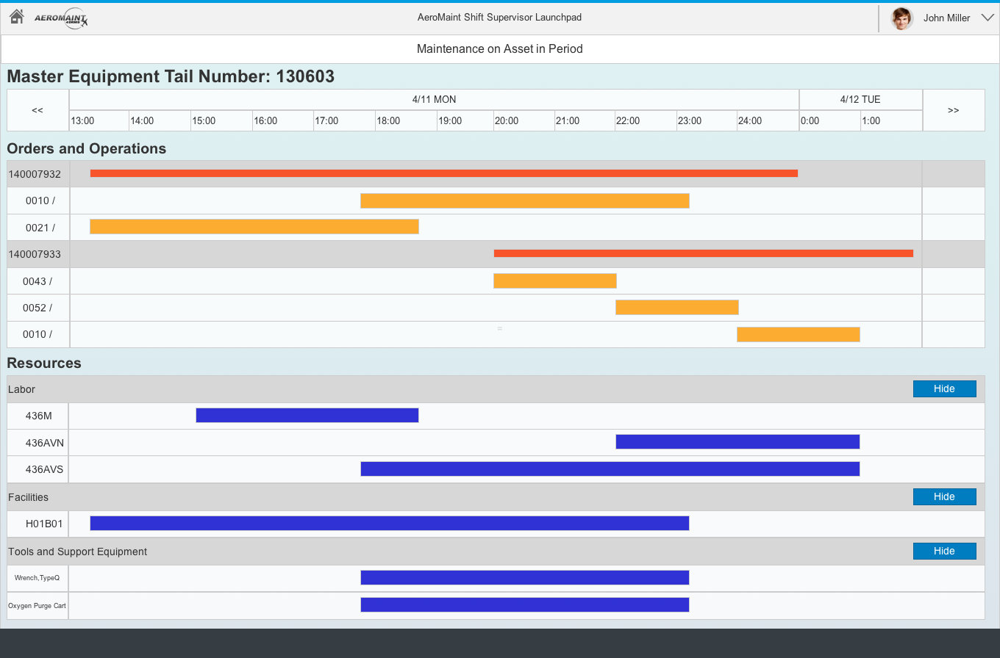 AEROMAINT
AeroMaint Shift Supervisor Launchpad
John Miller
Maintenance on Asset in Period
Master Equipment Tail Number: 130603
<< 4/11 MON 4/12 TUE >>
13:00 14:00 15:00 16:00 17:00 18:00 19:00 20:00 21:00 22:00 23:00 24:00 0:00 1:00
Orders and Operations
140007932
0010 /
0021 /
140007933
0043 /
0052 /
0010 /
=
Resources
Labor Hide
436M
436AVN
436AVS
Facilities Hide
H01B01
Tools and Support Equipment Hide
Wrench,TypeQ
Oxygen Purge Cart